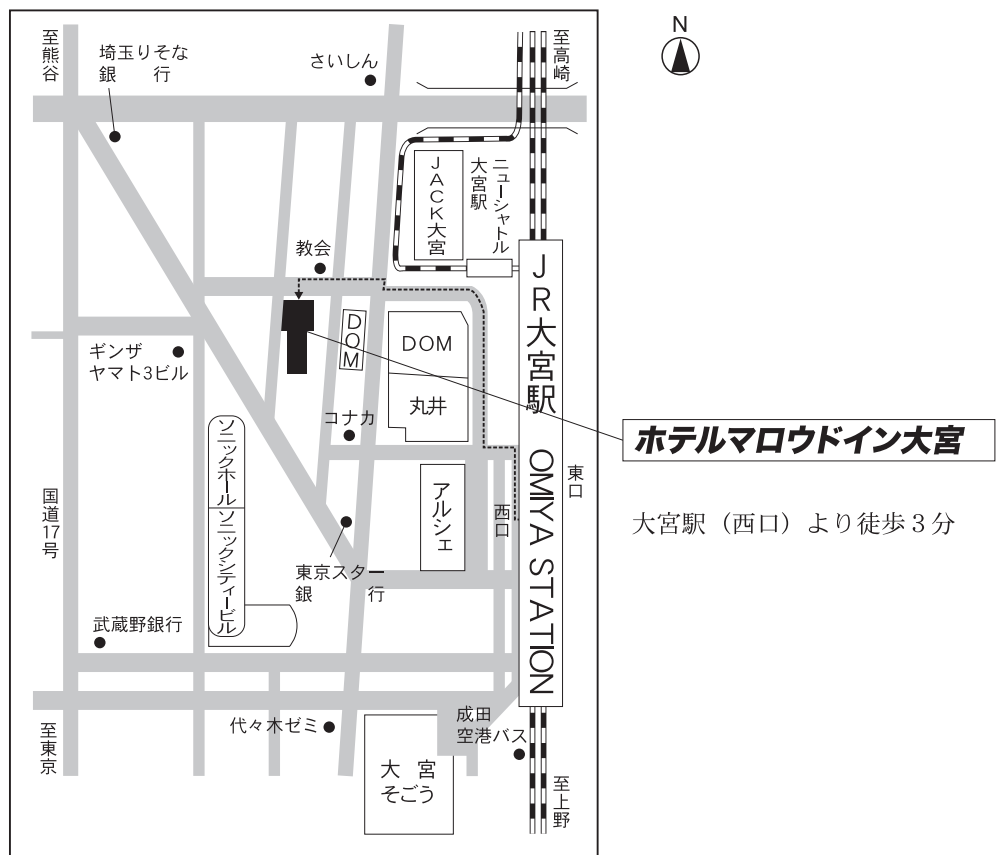 至熊谷
埼玉りそな
銀 行
さいしん
至高崎
N
JACK大宮
ニューシャトル
大宮駅
教会
JR大宮駅 OMIYA STATION
DOM
DOM
丸井
ギンザ
ヤマト3ビル
コナカ
ホテルマロウドイン大宮
大宮駅（西口）より徒歩3分
ソニックホール
ソニックシティービル
アルシェ
西口
東口
国道17号
東京スター
銀 行
武蔵野銀行
代々木ゼミ
成田
空港バス
至東京
大 宮
そごう
至上野